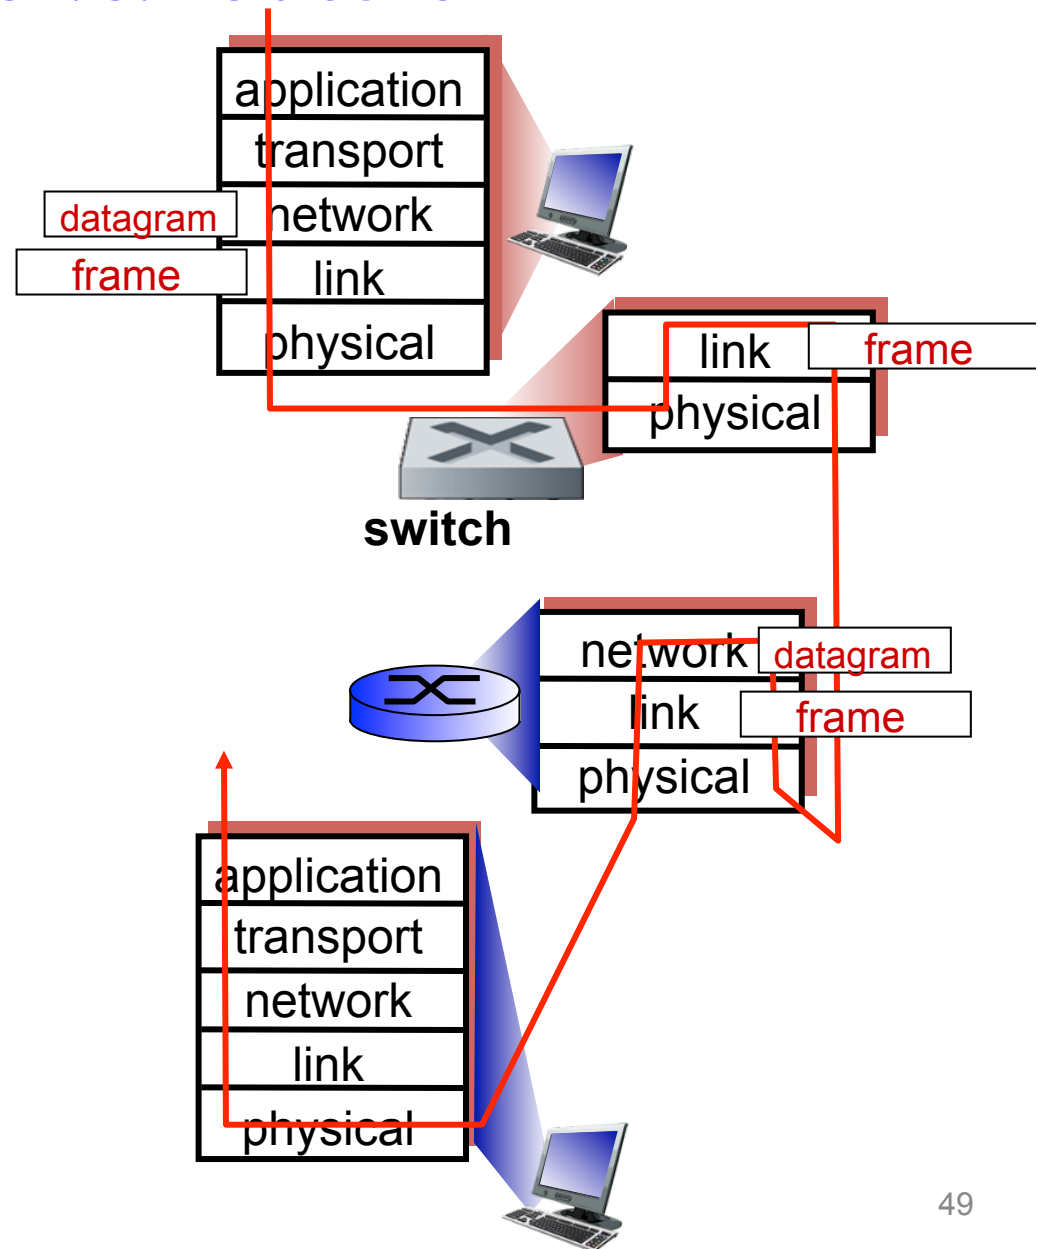 application
transport
datagram network
frame link
physical
link frame
physical
switch
network datagram
link frame
physical
application
transport
network
link
physical
49